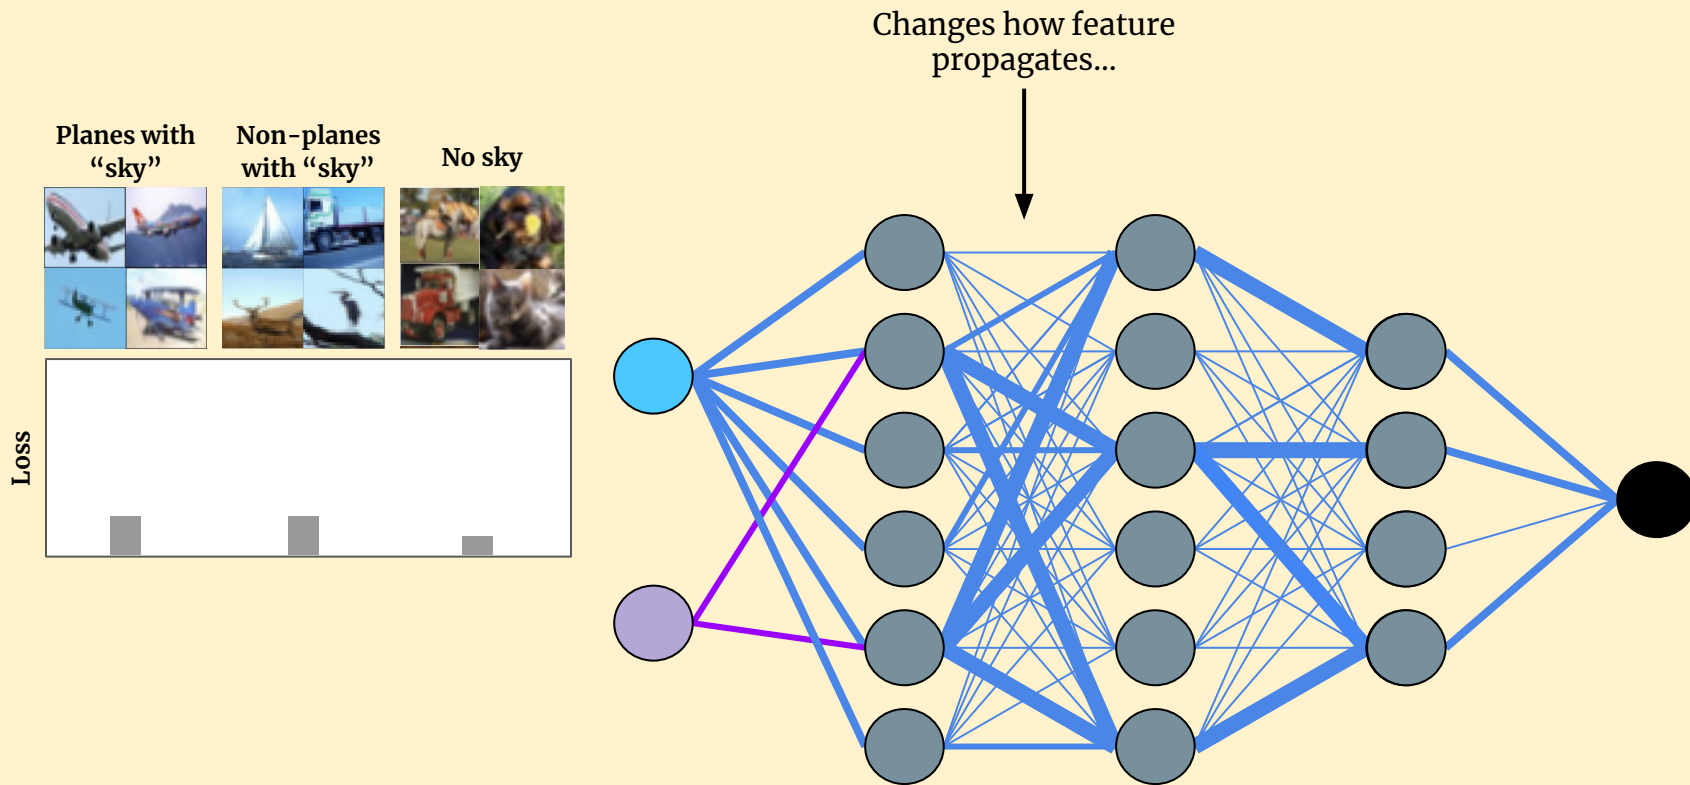 Changes how feature
propagates...
Planes with
“sky”
Non-planes
with “sky”
No sky
Loss